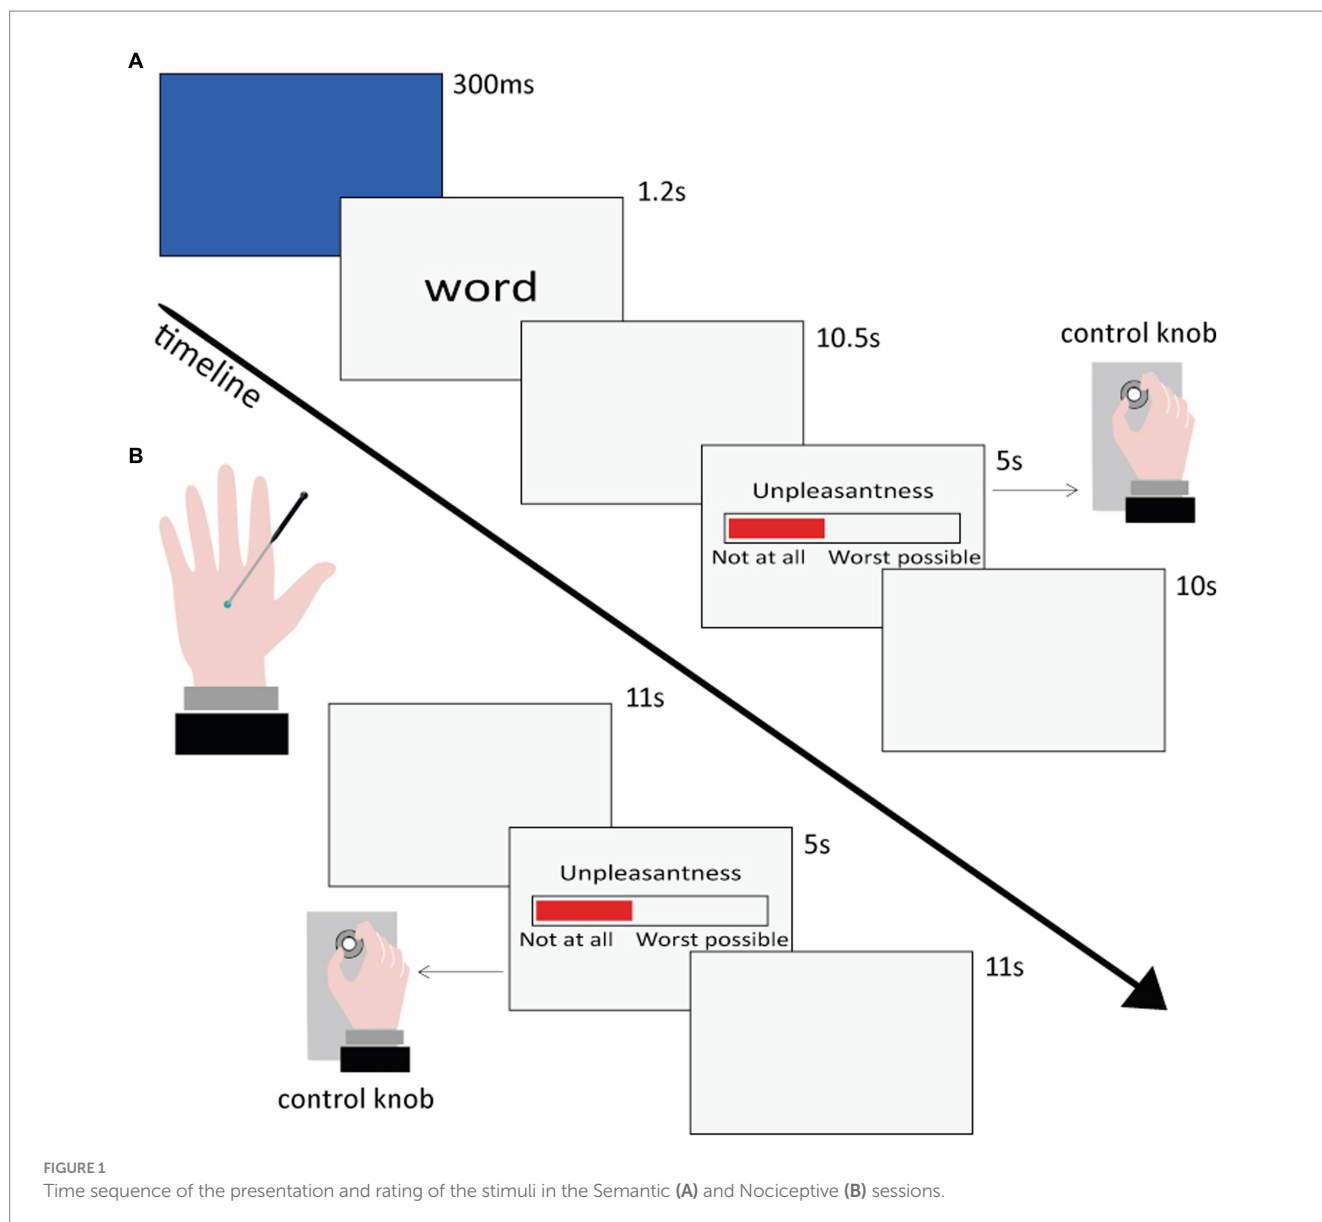 A
300ms
1.2s
word
timeline
10.5s
control knob
5s
Unpleasantness
Not at all Worst possible
10s
B
11s
5s
Unpleasantness
Not at all Worst possible
11s
control knob
FIGURE 1
Time sequence of the presentation and rating of the stimuli in the Semantic (A) and Nociceptive (B) sessions.